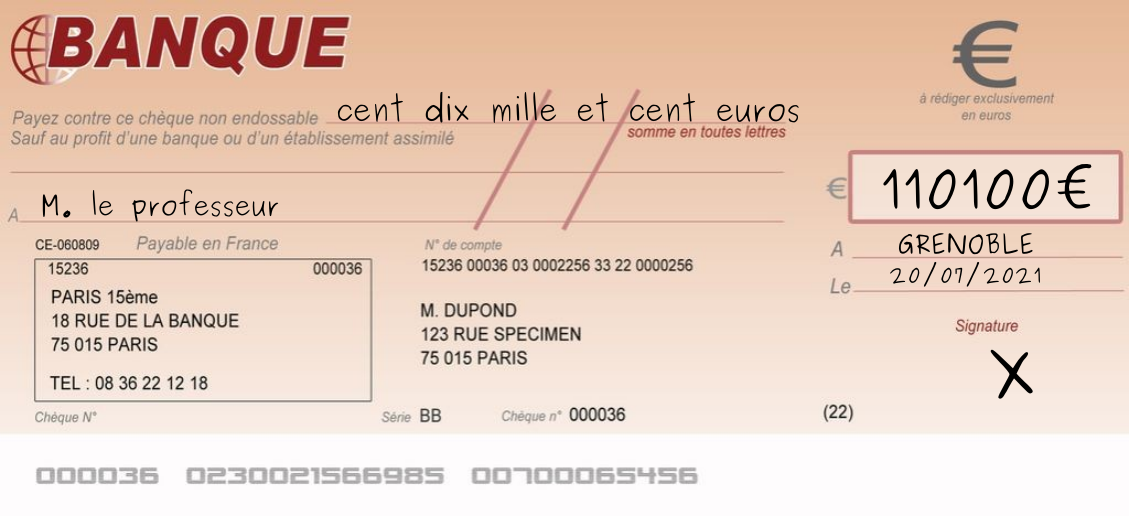 BANQUE
€
à rédiger exclusivement
en euros
Payez contre ce chèque non endossable cent dix mille et cent euros
Sauf au profit d'une banque ou d'un établissement assimilé
somme en toutes lettres
€ 110100€
A M. le professeur
CE-060809 Payable en France
N° de compte
A GRENOBLE
15236 000036
15236 00036 03 0002256 33 22 0000256
Le 20/07/2021
PARIS 15ème
18 RUE DE LA BANQUE
75 015 PARIS
TEL : 08 36 22 12 18
M. DUPOND
123 RUE SPECIMEN
75 015 PARIS
Signature
X
Chèque N°
Série BB Chèque n° 000036 (22)
000036 0230021566985 00700065456